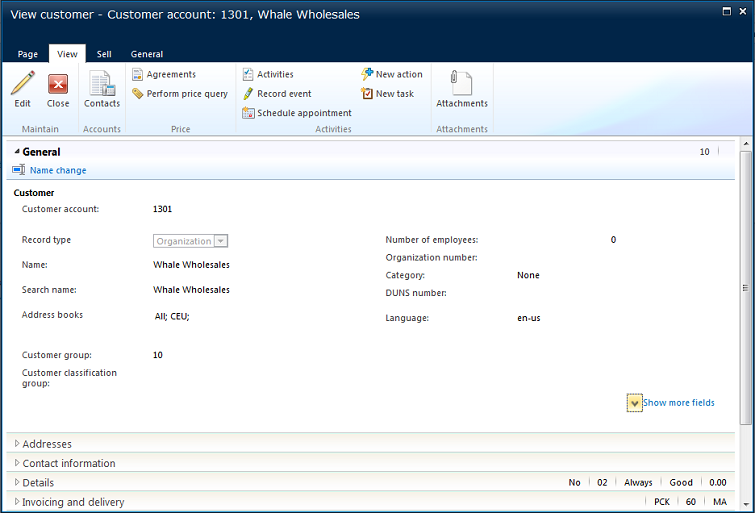 View customer - Customer account: 1301, Whale Wholesales
Page View Sell General
Edit Close Contacts Agreements Perform price query Activities Record event Schedule appointment New action New task Attachments
Maintain Accounts Price Activities Attachments
General 10
Name change
Customer
Customer account: 1301
Record type Organization
Name: Whale Wholesales
Search name: Whale Wholesales
Address books All; CEU;
Customer group: 10
Customer classification
group:
Number of employees: 0
Organization number:
Category: None
DUNS number:
Language: en-us
Show more fields
Addresses
Contact information
Details No 02 Always Good 0.00
Invoicing and delivery PCK 60 MA